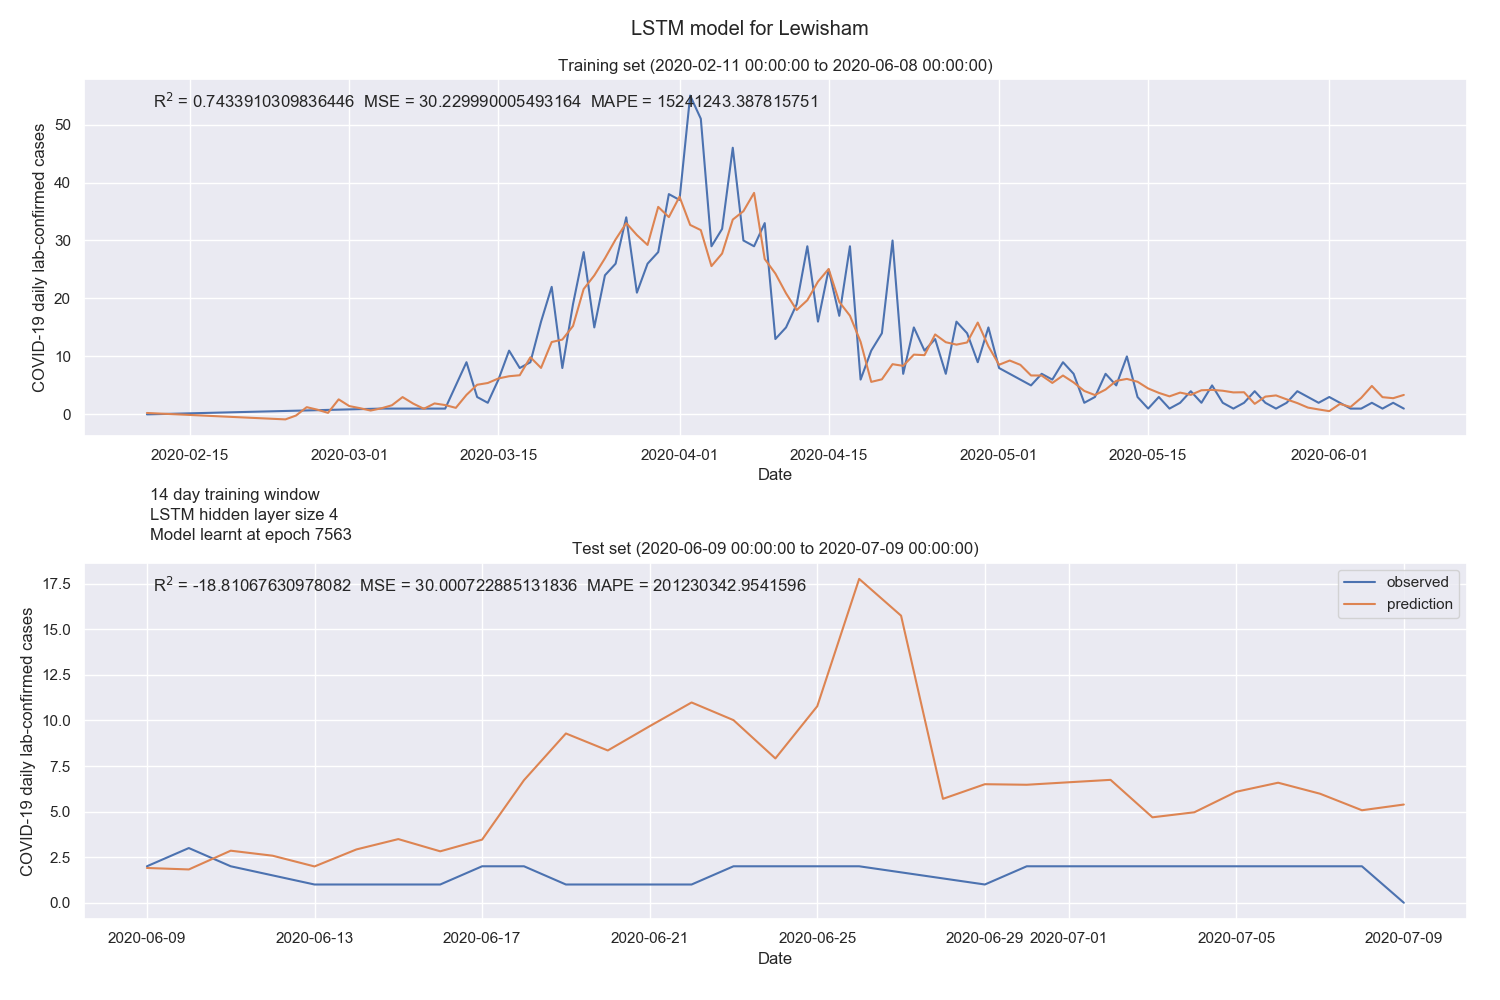 LSTM model for Lewisham
Training set (2020-02-11 00:00:00 to 2020-06-08 00:00:00)
R² = 0.7433910309836446  MSE = 30.229990005493164  MAPE = 15241243.387815751
COVID-19 daily lab-confirmed cases
50
40
30
20
10
0
2020-02-15 2020-03-01 2020-03-15 2020-04-01 2020-04-15 2020-05-01 2020-05-15 2020-06-01
Date
14 day training window
LSTM hidden layer size 4
Model learnt at epoch 7563
Test set (2020-06-09 00:00:00 to 2020-07-09 00:00:00)
R² = -18.81067630978082  MSE = 30.000722885131836  MAPE = 201230342.9541596
observed
prediction
COVID-19 daily lab-confirmed cases
17.5
15.0
12.5
10.0
7.5
5.0
2.5
0.0
2020-06-09 2020-06-13 2020-06-17 2020-06-21 2020-06-25 2020-06-29 2020-07-01 2020-07-05 2020-07-09
Date